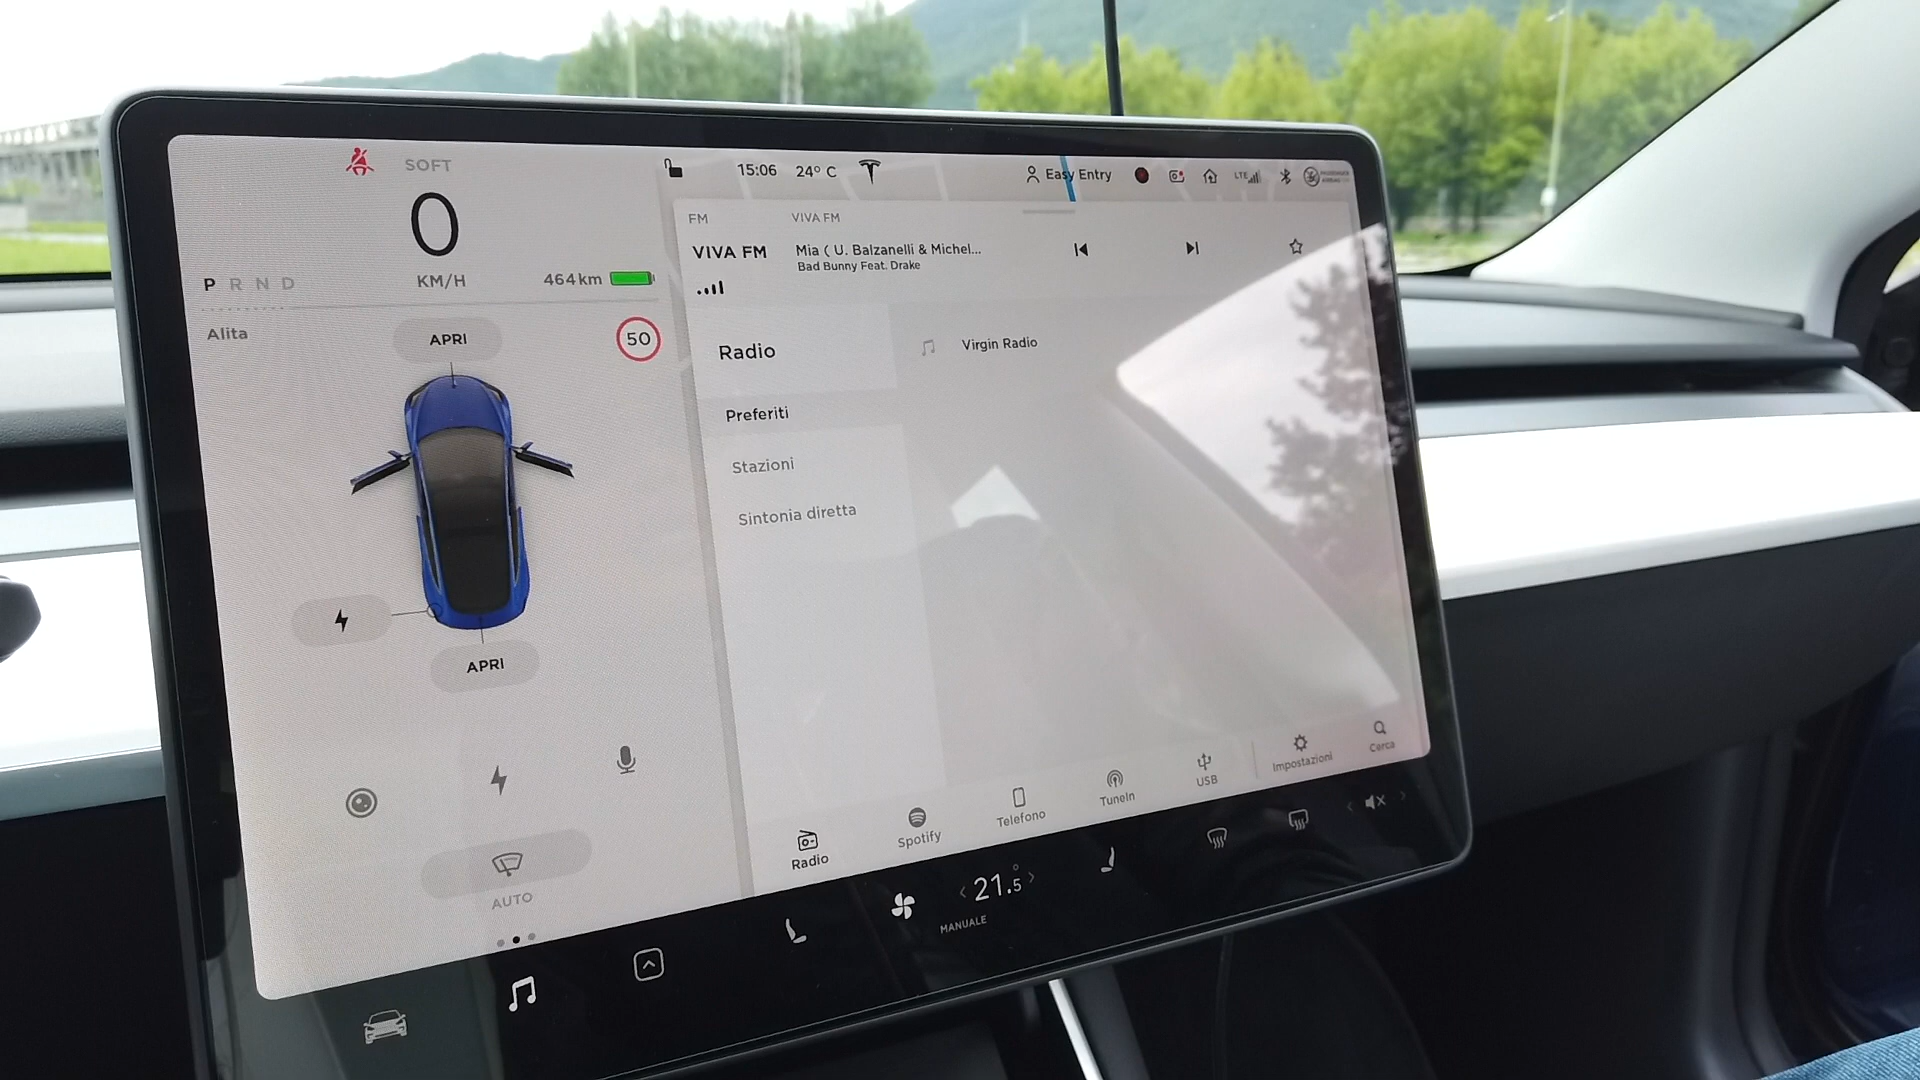 SOFT
15:06 24° C
Easy Entry
LTE
0
KM/H
P R N D
464 km
Alita
APRI
50
APRI
AUTO
FM
VIVA FM
VIVA FM
Mia ( U. Balzanelli & Michel...
Bad Bunny Feat. Drake
Radio
Virgin Radio
Preferiti
Stazioni
Sintonia diretta
Radio
Spotify
Telefono
TuneIn
USB
Impostazioni
Cerca
21.5°
MANUALE